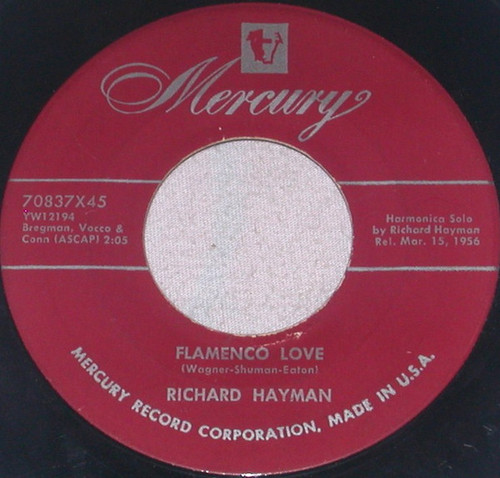 Mercury
70837X45
YW12194
Bregman, Vocco &
Conn (ASCAP) 2:05
Harmonica Solo
by Richard Hayman
Rel. Mar. 15, 1956
FLAMENCO LOVE
(Wagner-Shuman-Eaton)
RICHARD HAYMAN
MERCURY RECORD CORPORATION, MADE IN U.S.A.